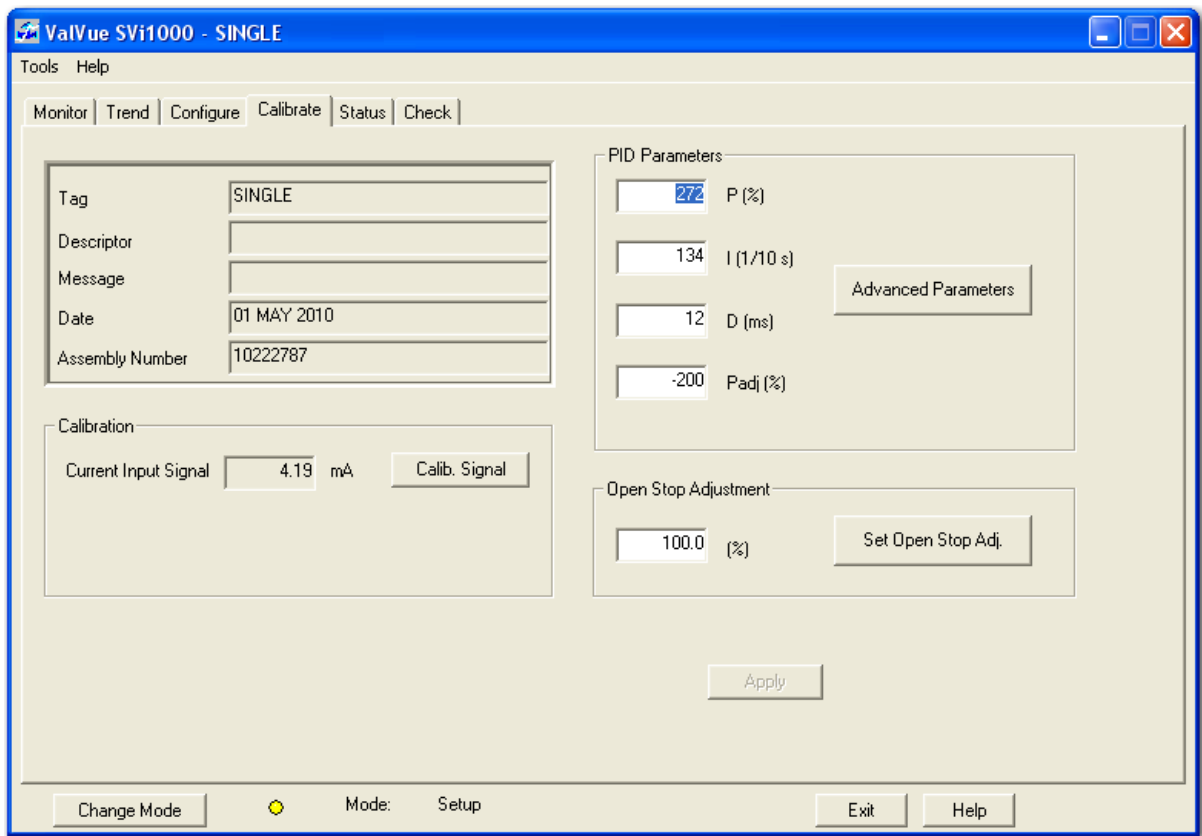 ValVue SVi1000 - SINGLE
Tools Help
Monitor Trend Configure Calibrate Status Check
Tag SINGLE
Descriptor
Message
Date 01 MAY 2010
Assembly Number 10222787
Calibration
Current Input Signal 4.19 mA Calib. Signal
PID Parameters
272 P (%)
134 I (1/10 s)
Advanced Parameters
12 D (ms)
-200 Padj (%)
Open Stop Adjustment
100.0 (%) Set Open Stop Adj.
Apply
Change Mode Mode: Setup Exit Help